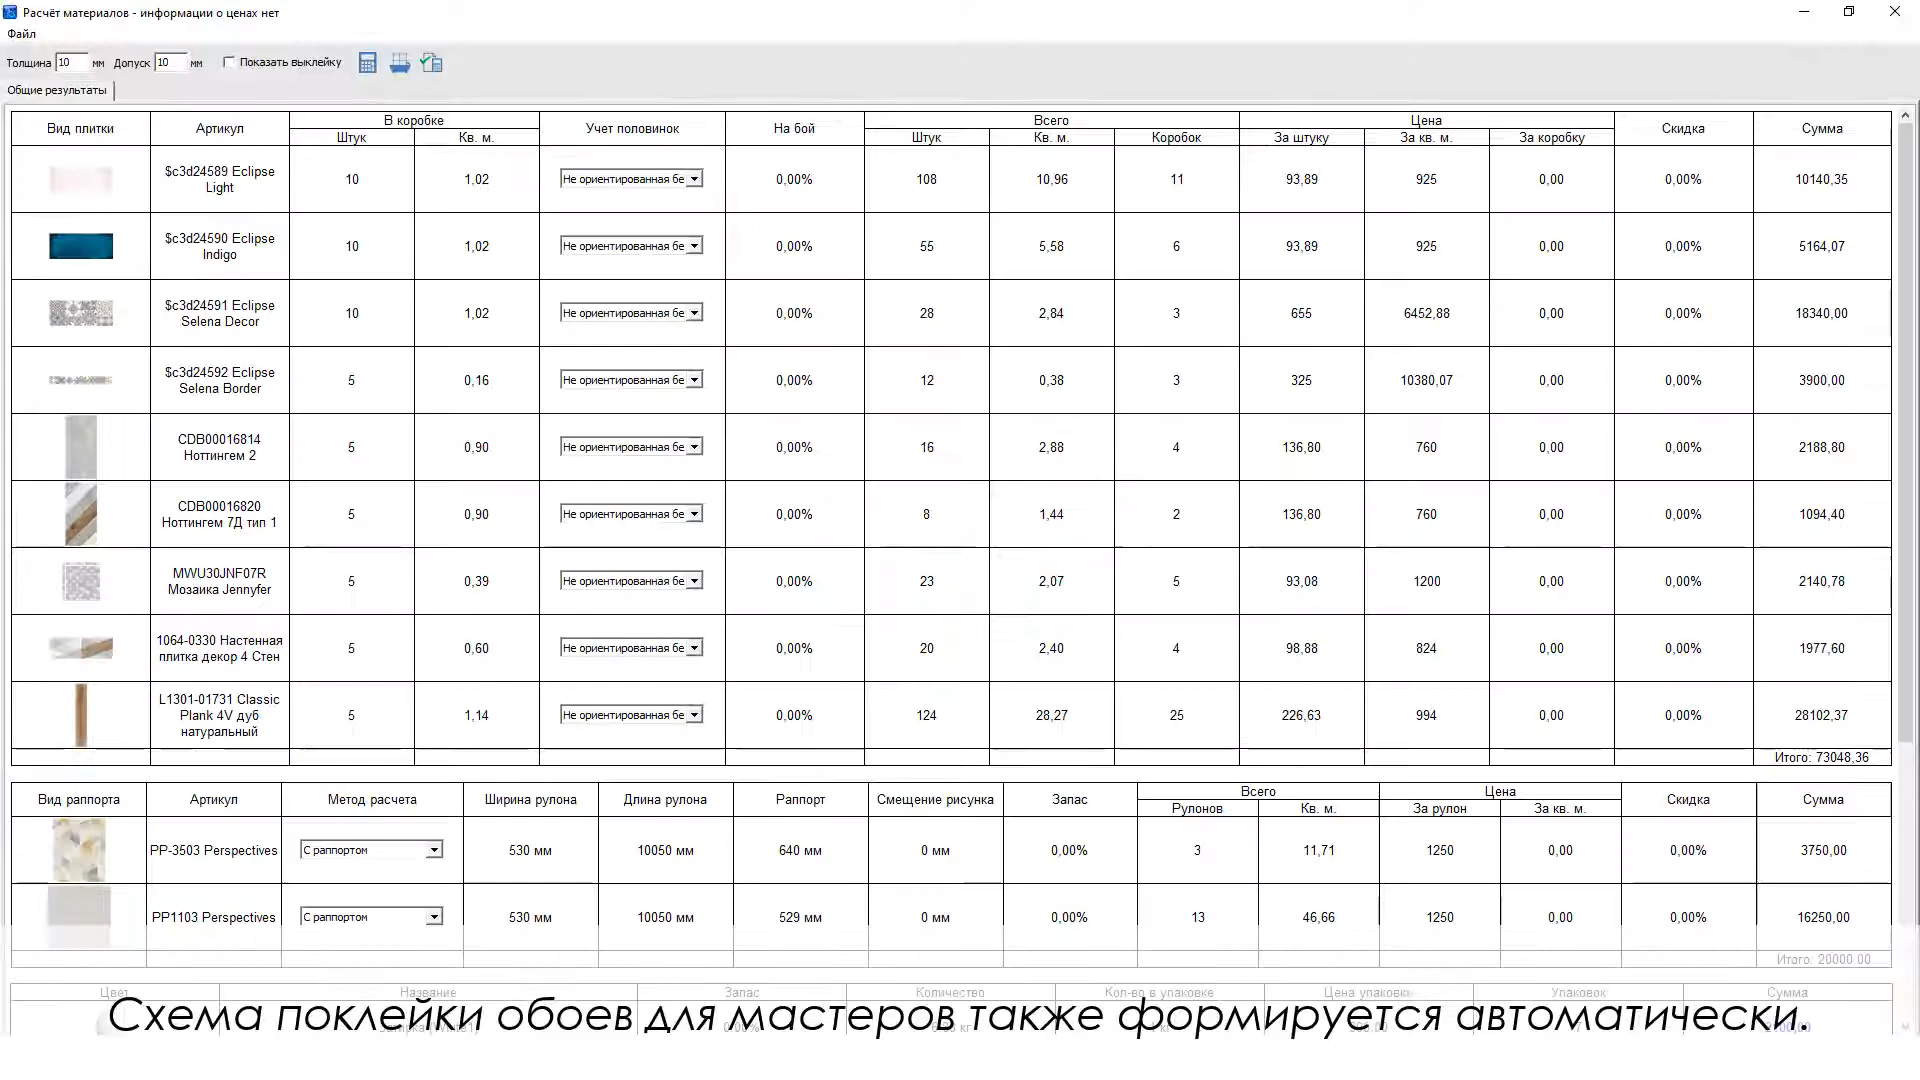 Расчёт материалов - информации о ценах нет
Файл
Толщина 10 мм Допуск 10 мм Показать выклейку
Общие результаты
Вид плитки Артикул В коробке Учет половинок На бой Всего Цена Скидка Сумма
Штук Кв. м. Штук Кв. м. Коробок За штуку За кв. м. За коробку
$c3d24589 Eclipse
Light
10 1,02 Не ориентированная бе 0,00% 108 10,96 11 93,89 925 0,00 0,00% 10140,35
$c3d24590 Eclipse
Indigo
10 1,02 Не ориентированная бе 0,00% 55 5,58 6 93,89 925 0,00 0,00% 5164,07
$c3d24591 Eclipse
Selena Decor
10 1,02 Не ориентированная бе 0,00% 28 2,84 3 655 6452,88 0,00 0,00% 18340,00
$c3d24592 Eclipse
Selena Border
5 0,16 Не ориентированная бе 0,00% 12 0,38 3 325 10380,07 0,00 0,00% 3900,00
CDB00016814
Ноттингем 2
5 0,90 Не ориентированная бе 0,00% 16 2,88 4 136,80 760 0,00 0,00% 2188,80
CDB00016820
Ноттингем 7Д тип 1
5 0,90 Не ориентированная бе 0,00% 8 1,44 2 136,80 760 0,00 0,00% 1094,40
MWU30JNF07R
Мозаика Jennyfer
5 0,39 Не ориентированная бе 0,00% 23 2,07 5 93,08 1200 0,00 0,00% 2140,78
1064-0330 Настенная
плитка декор 4 Стен
5 0,60 Не ориентированная бе 0,00% 20 2,40 4 98,88 824 0,00 0,00% 1977,60
L1301-01731 Classic
Plank 4V дуб
натуральный
5 1,14 Не ориентированная бе 0,00% 124 28,27 25 226,63 994 0,00 0,00% 28102,37
Итого: 73048,36
Вид раппорта Артикул Метод расчета Ширина рулона Длина рулона Раппорт Смещение рисунка Запас Всего Цена Скидка Сумма
Рулонов Кв. м. За рулон За кв. м.
PP-3503 Perspectives С раппортом 530 мм 10050 мм 640 мм 0 мм 0,00% 3 11,71 1250 0,00 0,00% 3750,00
PP1103 Perspectives С раппортом 530 мм 10050 мм 529 мм 0 мм 0,00% 13 46,66 1250 0,00 0,00% 16250,00
Итого: 20000,00
Цвет Название Запас Количество Кол-во в упаковке Цена упаковки Упаковок Сумма
Схема поклейки обоев для мастеров также формируется автоматически.